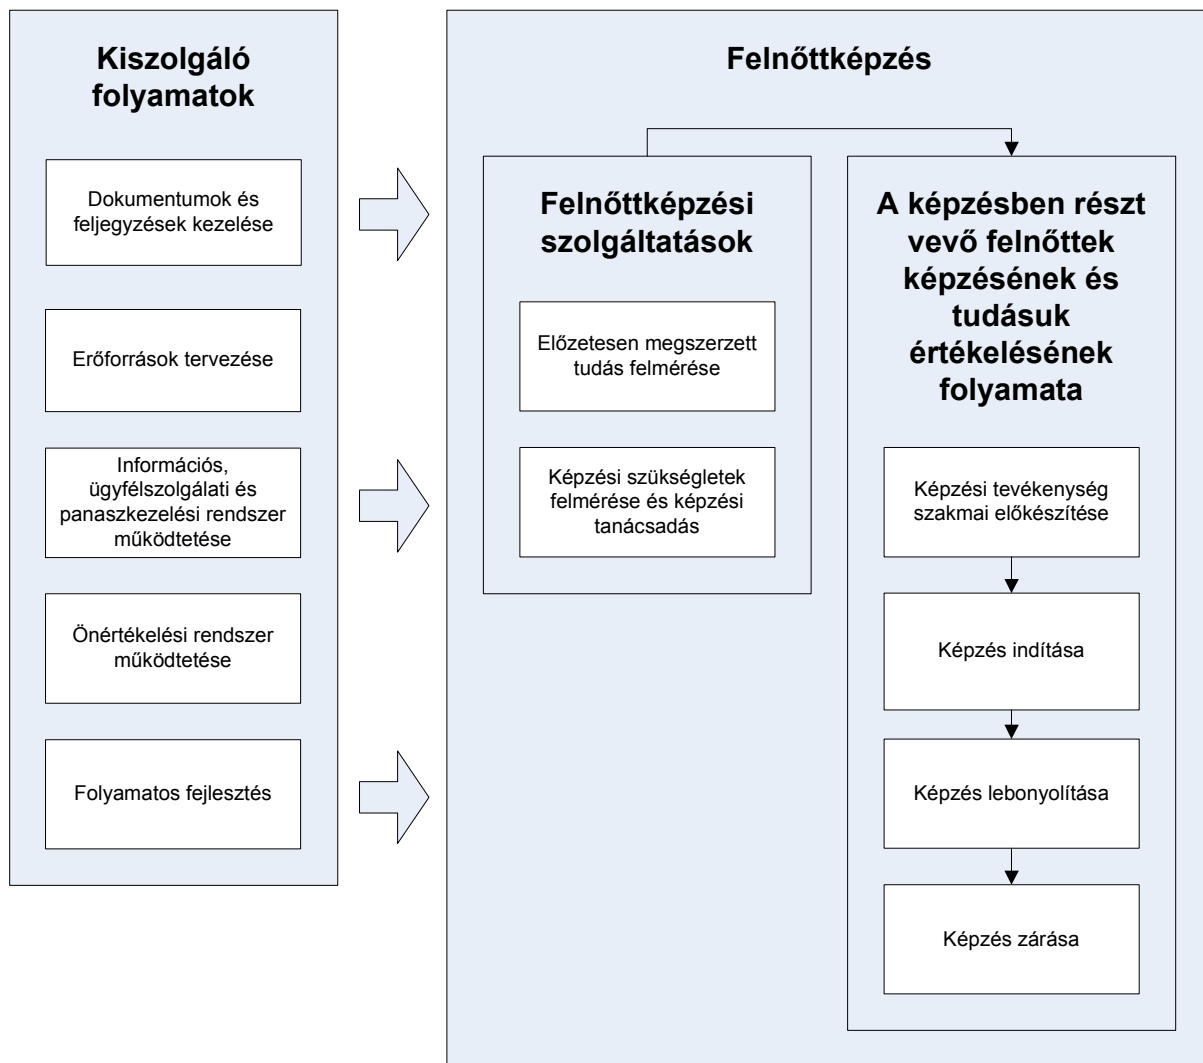 Kiszolgáló
folyamatok
Dokumentumok és
feljegyzések kezelése
Erőforrások tervezése
Információs,
ügyfélszolgálati és
panaszkezelési rendszer
működtetése
Önértékelési rendszer
működtetése
Folyamatos fejlesztés
Felnőttképzés
Felnőttképzési
szolgáltatások
Előzetesen megszerzett
tudás felmérése
Képzési szükségletek
felmérése és képzési
tanácsadás
A képzésben részt
vevő felnőttek
képzésének és
tudásuk
értékelésének
folyamata
Képzési tevékenység
szakmai előkészítése
Képzés indítása
Képzés lebonyolítása
Képzés zárása